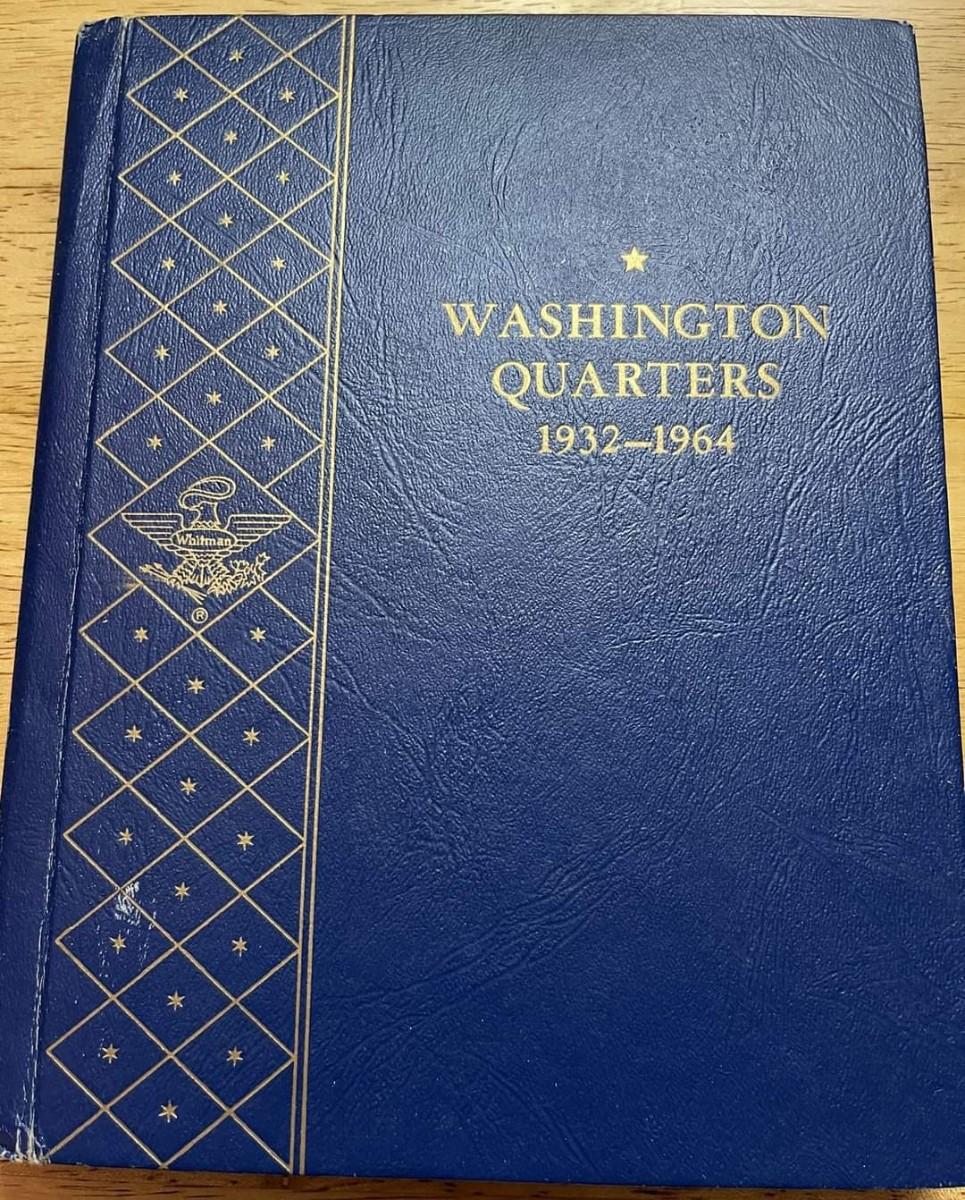 WASHINGTON
QUARTERS
1932–1964
Whitman
®